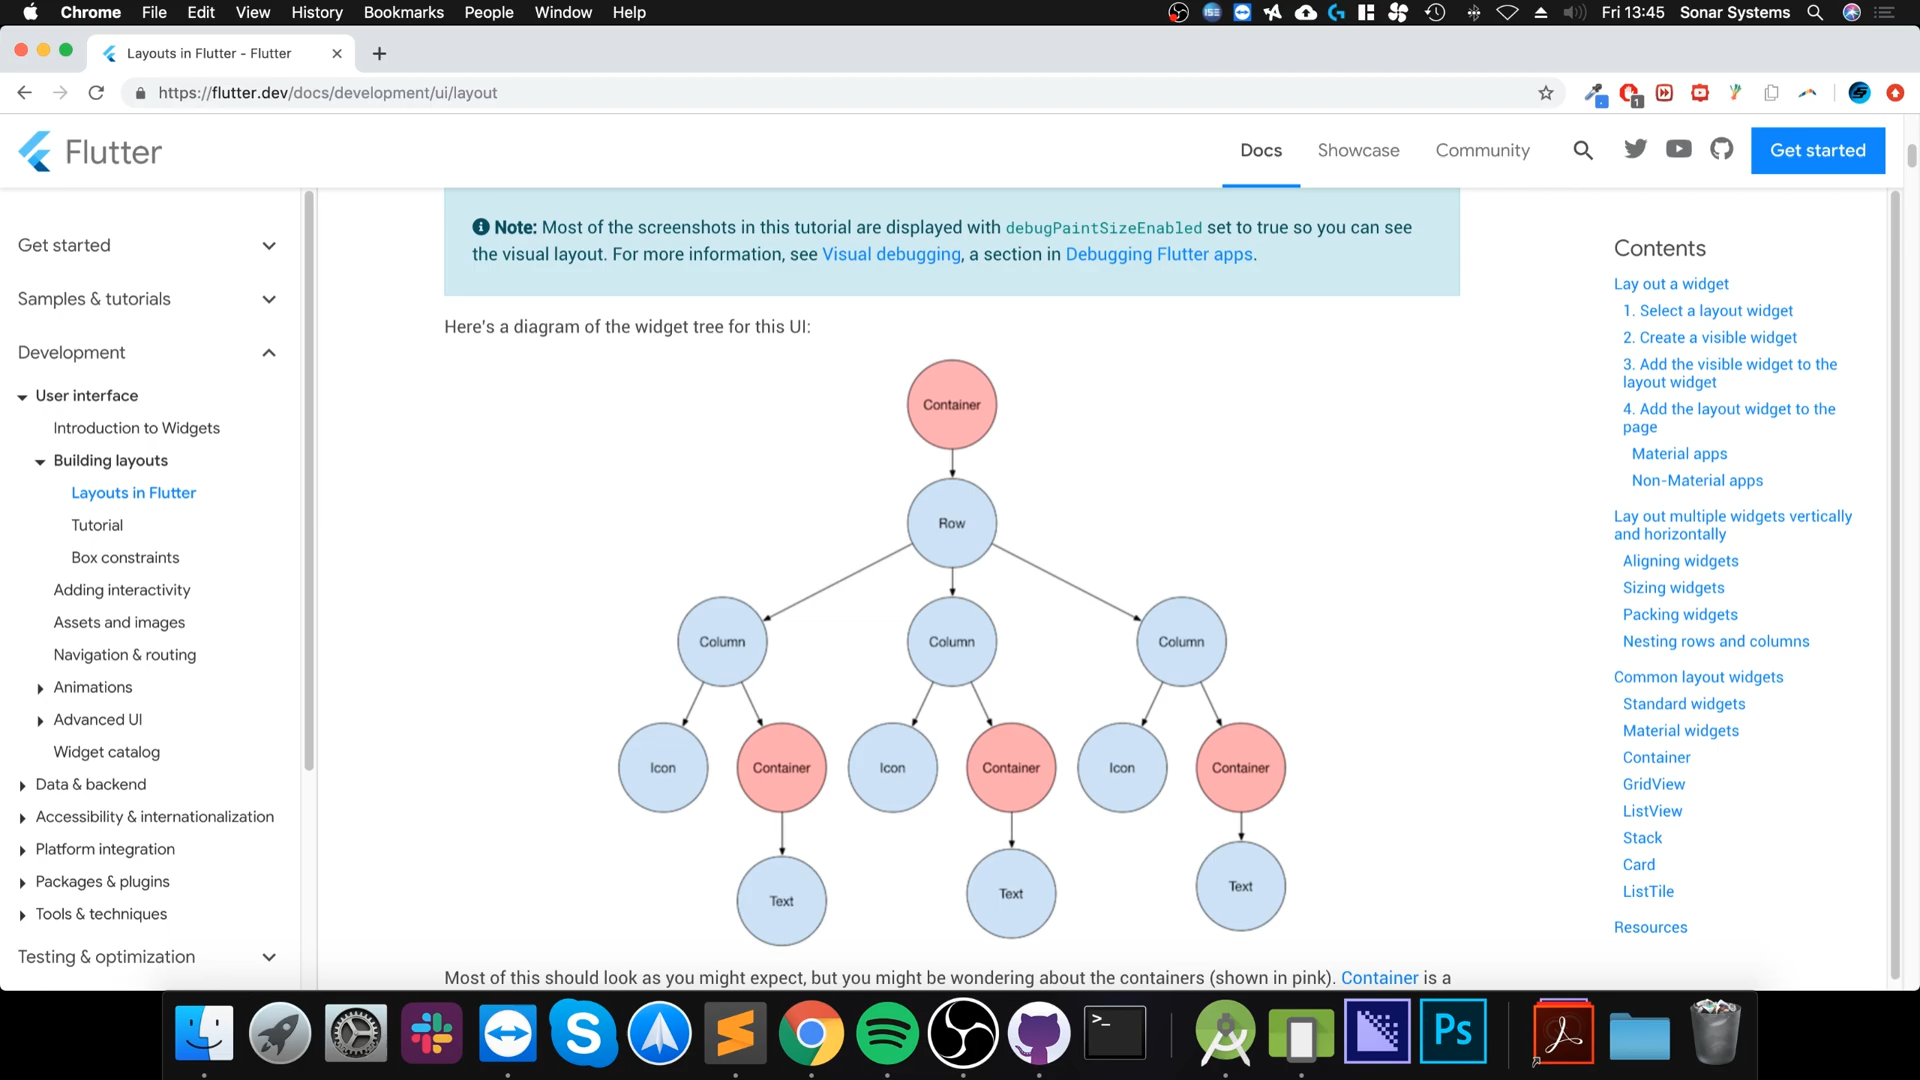 Chrome File Edit View History Bookmarks People Window Help
Fri 13:45 Sonar Systems
Layouts in Flutter - Flutter
https://flutter.dev/docs/development/ui/layout
1
Flutter
Docs
Showcase
Community
Get started
Get started
Samples & tutorials
Development
User interface
Introduction to Widgets
Building layouts
Layouts in Flutter
Tutorial
Box constraints
Adding interactivity
Assets and images
Navigation & routing
Animations
Advanced UI
Widget catalog
Data & backend
Accessibility & internationalization
Platform integration
Packages & plugins
Tools & techniques
Testing & optimization
Note: Most of the screenshots in this tutorial are displayed with debugPaintSizeEnabled set to true so you can see
the visual layout. For more information, see Visual debugging, a section in Debugging Flutter apps.
Here's a diagram of the widget tree for this UI:
Container
Row
Column Column Column
Icon Container Icon Container Icon Container
Text Text Text
Most of this should look as you might expect, but you might be wondering about the containers (shown in pink). Container is a
Contents
Lay out a widget
1. Select a layout widget
2. Create a visible widget
3. Add the visible widget to the
layout widget
4. Add the layout widget to the
page
Material apps
Non-Material apps
Lay out multiple widgets vertically
and horizontally
Aligning widgets
Sizing widgets
Packing widgets
Nesting rows and columns
Common layout widgets
Standard widgets
Material widgets
Container
GridView
ListView
Stack
Card
ListTile
Resources
S
>_
Ps